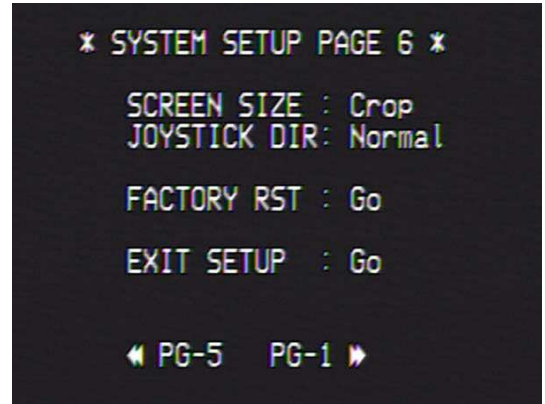 * SYSTEM SETUP PAGE 6 *
SCREEN SIZE : Crop
JOYSTICK DIR: Normal
FACTORY RST : Go
EXIT SETUP : Go
◀◀ PG-5 PG-1 ▶▶